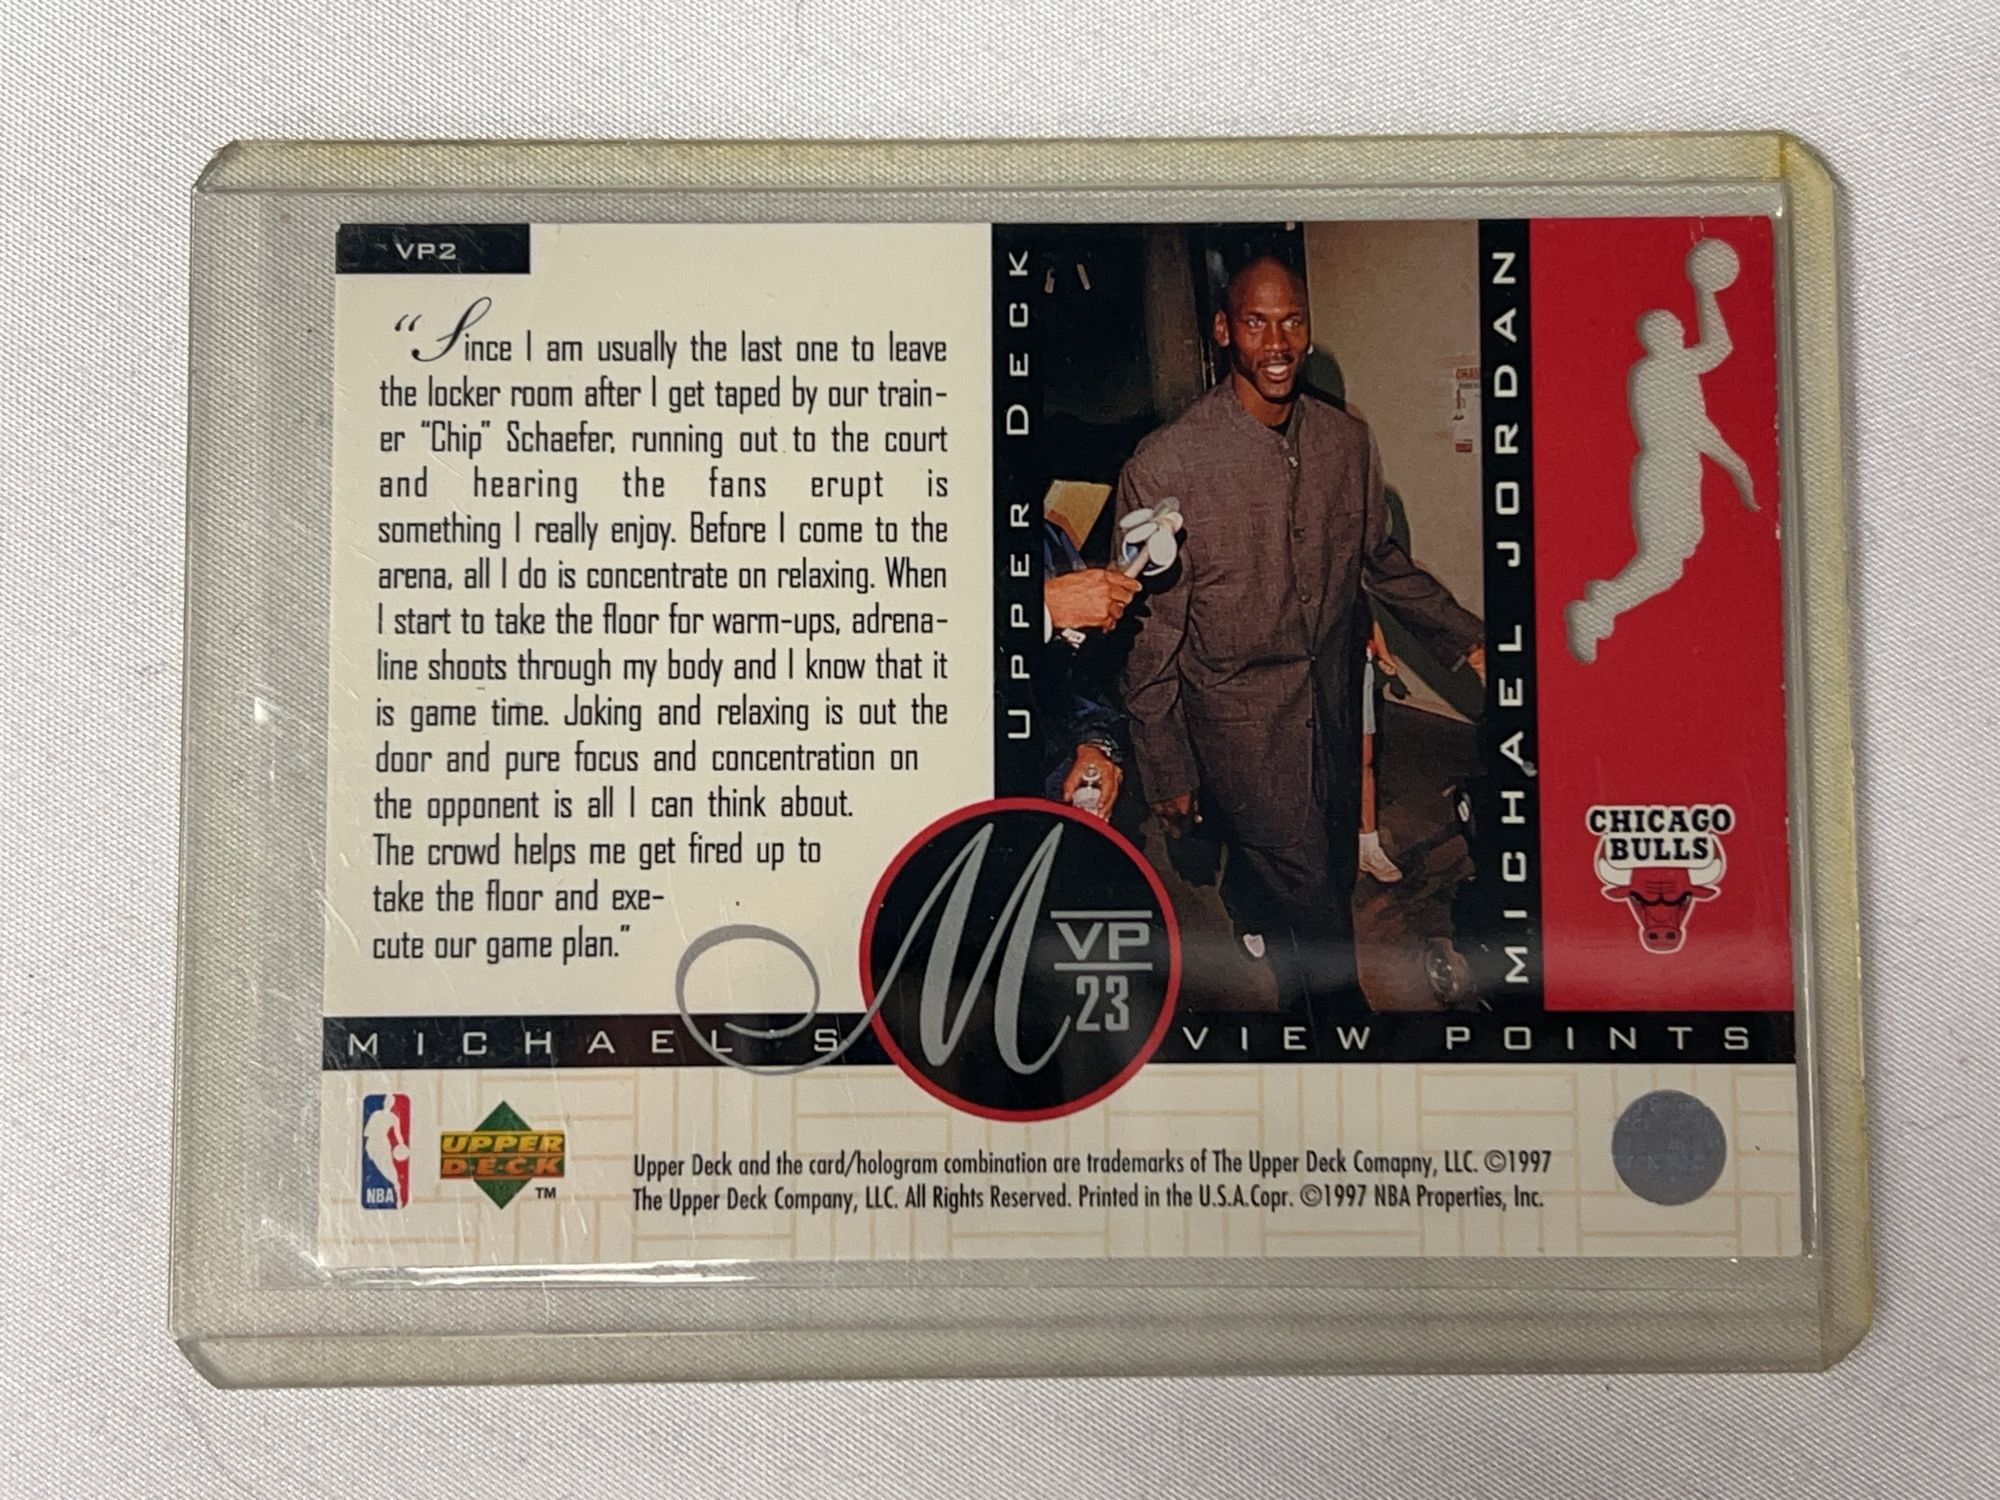 VP2
“Since I am usually the last one to leave
the locker room after I get taped by our train-
er “Chip” Schaefer, running out to the court
and hearing the fans erupt is
something I really enjoy. Before I come to the
arena, all I do is concentrate on relaxing. When
I start to take the floor for warm-ups, adrena-
line shoots through my body and I know that it
is game time. Joking and relaxing is out the
door and pure focus and concentration on
the opponent is all I can think about.
The crowd helps me get fired up to
take the floor and exe-
cute our game plan.”
UPPER DECK
MICHAEL JORDAN
CHICAGO
BULLS
M
VP
23
MICHAEL'S VIEW POINTS
NBA
UPPER
DECK
TM
Upper Deck and the card/hologram combination are trademarks of The Upper Deck Comapny, LLC. ©1997
The Upper Deck Company, LLC. All Rights Reserved. Printed in the U.S.A.Copr. ©1997 NBA Properties, Inc.